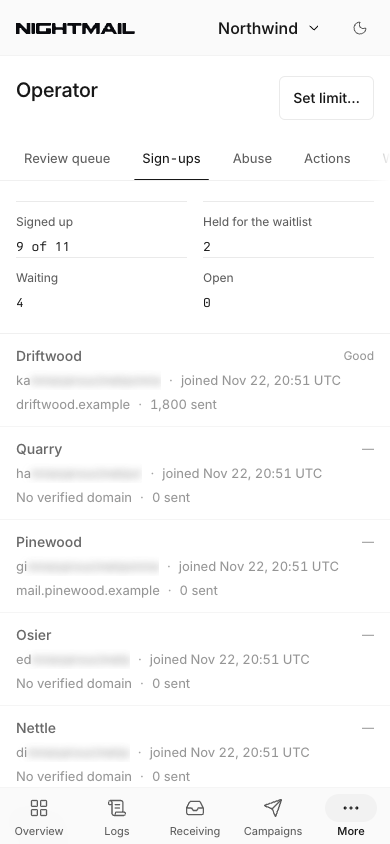 NIGHTMAIL
Northwind
Operator
Set limit...
Review queue
Sign-ups
Abuse
Actions
Signed up
9 of 11
Held for the waitlist
2
Waiting
4
Open
0
Driftwood
Good
ka · joined Nov 22, 20:51 UTC
driftwood.example · 1,800 sent
Quarry
—
ha · joined Nov 22, 20:51 UTC
No verified domain · 0 sent
Pinewood
—
gi · joined Nov 22, 20:51 UTC
mail.pinewood.example · 0 sent
Osier
—
ed · joined Nov 22, 20:51 UTC
No verified domain · 0 sent
Nettle
—
di · joined Nov 22, 20:51 UTC
No verified domain · 0 sent
Overview
Logs
Receiving
Campaigns
More